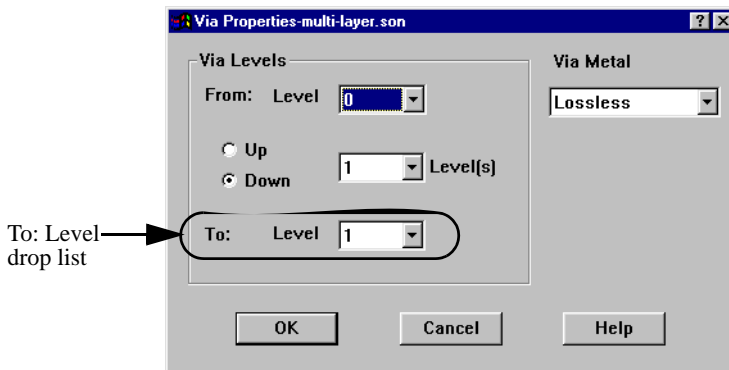 Via Properties-multi-layer.son
Via Levels
Via Metal
From: Level 0
Lossless
Up
Down
1 Level(s)
To: Level 1
To: Level
drop list
OK Cancel Help